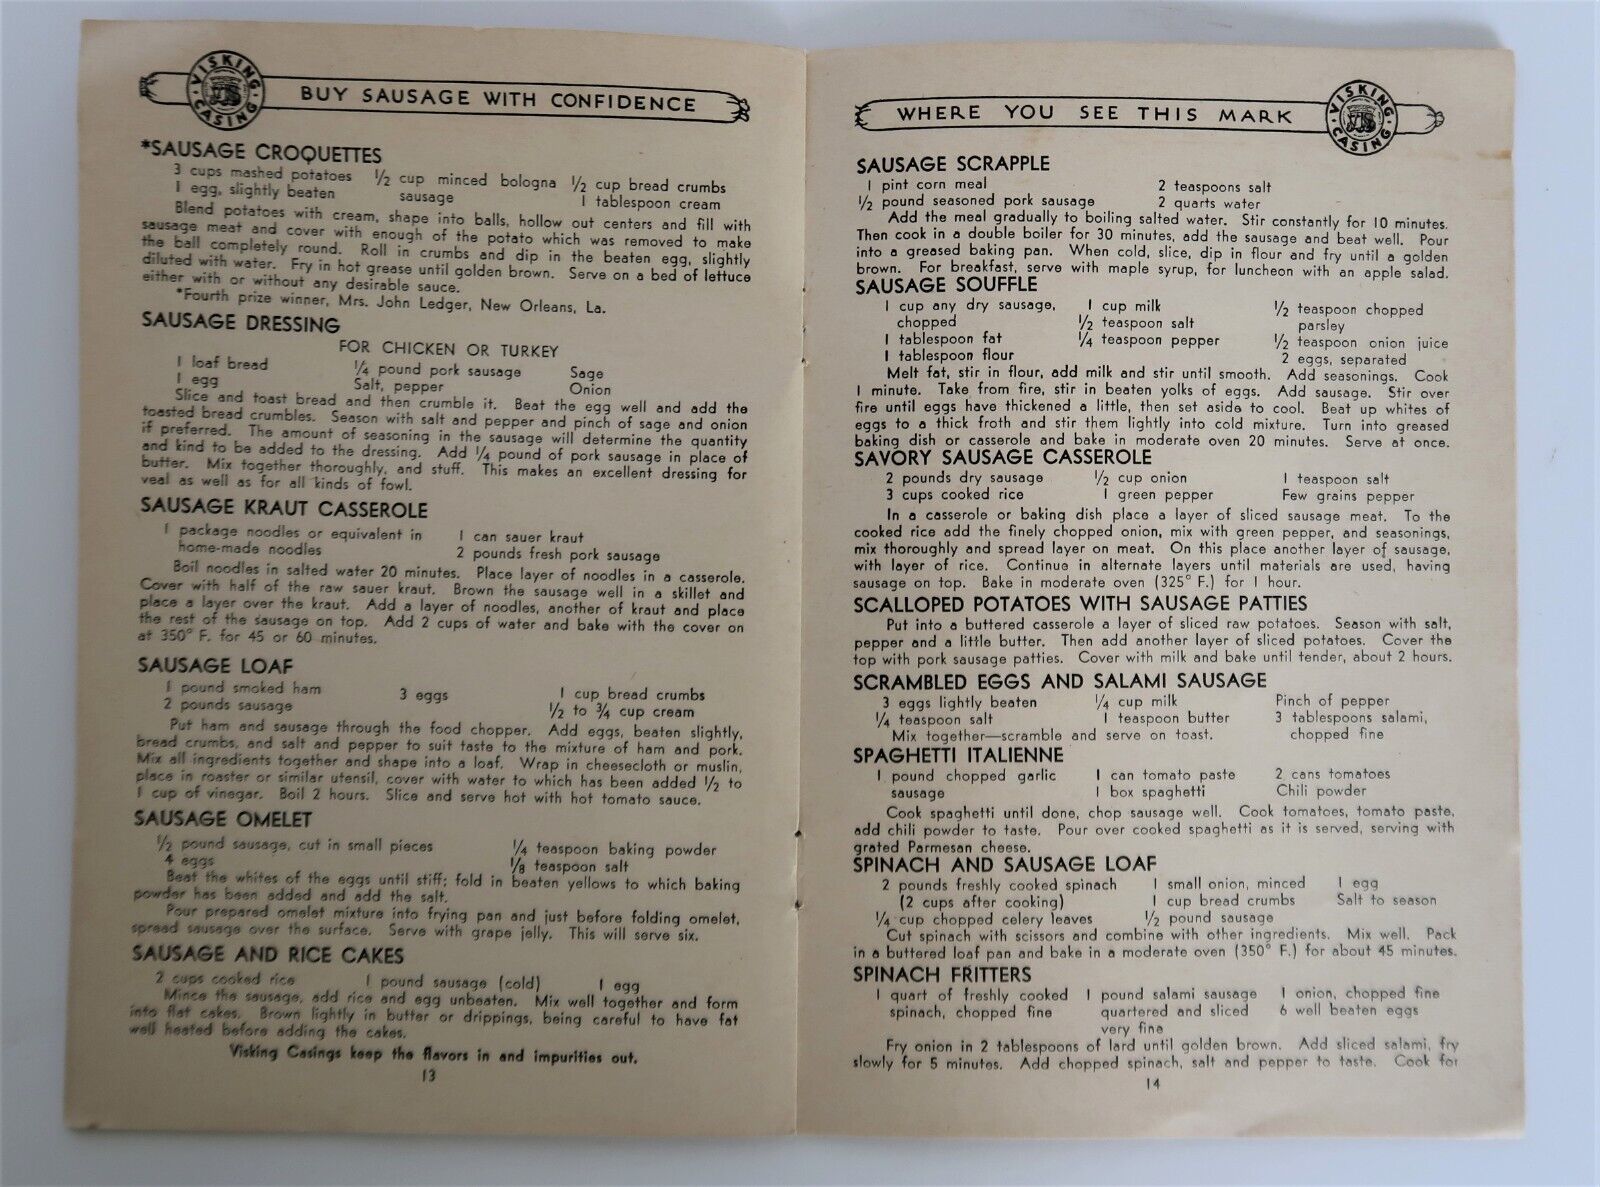 VISKING CASING
BUY SAUSAGE WITH CONFIDENCE
*SAUSAGE CROQUETTES
3 cups mashed potatoes 1/2 cup minced bologna 1/2 cup bread crumbs
1 egg, slightly beaten sausage 1 tablespoon cream
Blend potatoes with cream, shape into balls, hollow out centers and fill with
sausage meat and cover with enough of the potato which was removed to make
the ball completely round. Roll in crumbs and dip in the beaten egg, slightly
diluted with water. Fry in hot grease until golden brown. Serve on a bed of lettuce
either with or without any desirable sauce.
*Fourth prize winner, Mrs. John Ledger, New Orleans, La.
SAUSAGE DRESSING
FOR CHICKEN OR TURKEY
1 loaf bread 1/4 pound pork sausage Sage
1 egg Salt, pepper Onion
Slice and toast bread and then crumble it. Beat the egg well and add the
toasted bread crumbles. Season with salt and pepper and pinch of sage and onion
if preferred. The amount of seasoning in the sausage will determine the quantity
and kind to be added to the dressing. Add 1/4 pound of pork sausage in place of
butter. Mix together thoroughly, and stuff. This makes an excellent dressing for
veal as well as for all kinds of fowl.
SAUSAGE KRAUT CASSEROLE
1 package noodles or equivalent in 1 can sauer kraut
home-made noodles 2 pounds fresh pork sausage
Boil noodles in salted water 20 minutes. Place layer of noodles in a casserole.
Cover with half of the raw sauer kraut. Brown the sausage well in a skillet and
place a layer over the kraut. Add a layer of noodles, another of kraut and place
the rest of the sausage on top. Add 2 cups of water and bake with the cover on
at 350° F. for 45 or 60 minutes.
SAUSAGE LOAF
1 pound smoked ham 3 eggs 1 cup bread crumbs
2 pounds sausage 1/2 to 3/4 cup cream
Put ham and sausage through the food chopper. Add eggs, beaten slightly,
bread crumbs, and salt and pepper to suit taste to the mixture of ham and pork.
Mix all ingredients together and shape into a loaf. Wrap in cheesecloth or muslin,
place in roaster or similar utensil, cover with water to which has been added 1/2 to
1 cup of vinegar. Boil 2 hours. Slice and serve hot with hot tomato sauce.
SAUSAGE OMELET
1/2 pound sausage, cut in small pieces 1/4 teaspoon baking powder
4 eggs 1/8 teaspoon salt
Beat the whites of the eggs until stiff; fold in beaten yellows to which baking
powder has been added and add the salt.
Pour prepared omelet mixture into frying pan and just before folding omelet,
spread sausage over the surface. Serve with grape jelly. This will serve six.
SAUSAGE AND RICE CAKES
2 cups cooked rice 1 pound sausage (cold) 1 egg
Mince the sausage, add rice and egg unbeaten. Mix well together and form
into flat cakes. Brown lightly in butter or drippings, being careful to have fat
well heated before adding the cakes.
Visking Casings keep the flavors in and impurities out.
13
WHERE YOU SEE THIS MARK
VISKING CASING
SAUSAGE SCRAPPLE
1 pint corn meal 2 teaspoons salt
1/2 pound seasoned pork sausage 2 quarts water
Add the meal gradually to boiling salted water. Stir constantly for 10 minutes.
Then cook in a double boiler for 30 minutes, add the sausage and beat well. Pour
into a greased baking pan. When cold, slice, dip in flour and fry until a golden
brown. For breakfast, serve with maple syrup, for luncheon with an apple salad.
SAUSAGE SOUFFLE
1 cup any dry sausage, 1 cup milk 1/2 teaspoon chopped
chopped 1/2 teaspoon salt parsley
1 tablespoon fat 1/4 teaspoon pepper 1/2 teaspoon onion juice
1 tablespoon flour 2 eggs, separated
Melt fat, stir in flour, add milk and stir until smooth. Add seasonings. Cook
1 minute. Take from fire, stir in beaten yolks of eggs. Add sausage. Stir over
fire until eggs have thickened a little, then set aside to cool. Beat up whites of
eggs to a thick froth and stir them lightly into cold mixture. Turn into greased
baking dish or casserole and bake in moderate oven 20 minutes. Serve at once.
SAVORY SAUSAGE CASSEROLE
2 pounds dry sausage 1/2 cup onion 1 teaspoon salt
3 cups cooked rice 1 green pepper Few grains pepper
In a casserole or baking dish place a layer of sliced sausage meat. To the
cooked rice add the finely chopped onion, mix with green pepper, and seasonings,
mix thoroughly and spread layer on meat. On this place another layer of sausage,
with layer of rice. Continue in alternate layers until materials are used, having
sausage on top. Bake in moderate oven (325° F.) for 1 hour.
SCALLOPED POTATOES WITH SAUSAGE PATTIES
Put into a buttered casserole a layer of sliced raw potatoes. Season with salt,
pepper and a little butter. Then add another layer of sliced potatoes. Cover the
top with pork sausage patties. Cover with milk and bake until tender, about 2 hours.
SCRAMBLED EGGS AND SALAMI SAUSAGE
3 eggs lightly beaten 1/4 cup milk Pinch of pepper
1/4 teaspoon salt 1 teaspoon butter 3 tablespoons salami,
Mix together—scramble and serve on toast. chopped fine
SPAGHETTI ITALIENNE
1 pound chopped garlic 1 can tomato paste 2 cans tomatoes
sausage 1 box spaghetti Chili powder
Cook spaghetti until done, chop sausage well. Cook tomatoes, tomato paste,
add chili powder to taste. Pour over cooked spaghetti as it is served, serving with
grated Parmesan cheese.
SPINACH AND SAUSAGE LOAF
2 pounds freshly cooked spinach 1 small onion, minced 1 egg
(2 cups after cooking) 1 cup bread crumbs Salt to season
1/4 cup chopped celery leaves 1/2 pound sausage
Cut spinach with scissors and combine with other ingredients. Mix well. Pack
in a buttered loaf pan and bake in a moderate oven (350° F.) for about 45 minutes.
SPINACH FRITTERS
1 quart of freshly cooked 1 pound salami sausage 1 onion, chopped fine
spinach, chopped fine quartered and sliced 6 well beaten eggs
very fine
Fry onion in 2 tablespoons of lard until golden brown. Add sliced salami, fry
slowly for 5 minutes. Add chopped spinach, salt and pepper to taste. Cook for
14